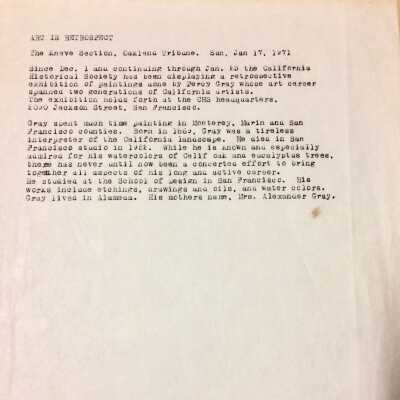 ART IN RETROSPECT
The Knave Section, Oakland Tribune. Sun, Jan 17, 1971
Since Dec. 1 and continuing through Jan. the California
Historical Society has been displaying a retrospective
exhibition of paintings done by Percy Gray whose art career
spanned two generations of California artists.
The exhibition holds forth at the CHS headquarters,
2090 Jackson Street, San Francisco.
Gray spent much time painting in Monterey, Marin and San
Francisco counties. Born in 1869, Gray was a tireless
interpreter of the California landscape. He died in San
Francisco studio in 1952. While he is known and especially
admired for his watercolors of Calif oak and eucalyptus trees,
there has never until now been a concerted effort to bring
together all aspects of his long and active career.
He studied at the School of Design in San Francisco. His
works include etchings, drawings and oils, and water colors.
Gray lived in Alameda. His mothers name, Mrs. Alexander Gray.